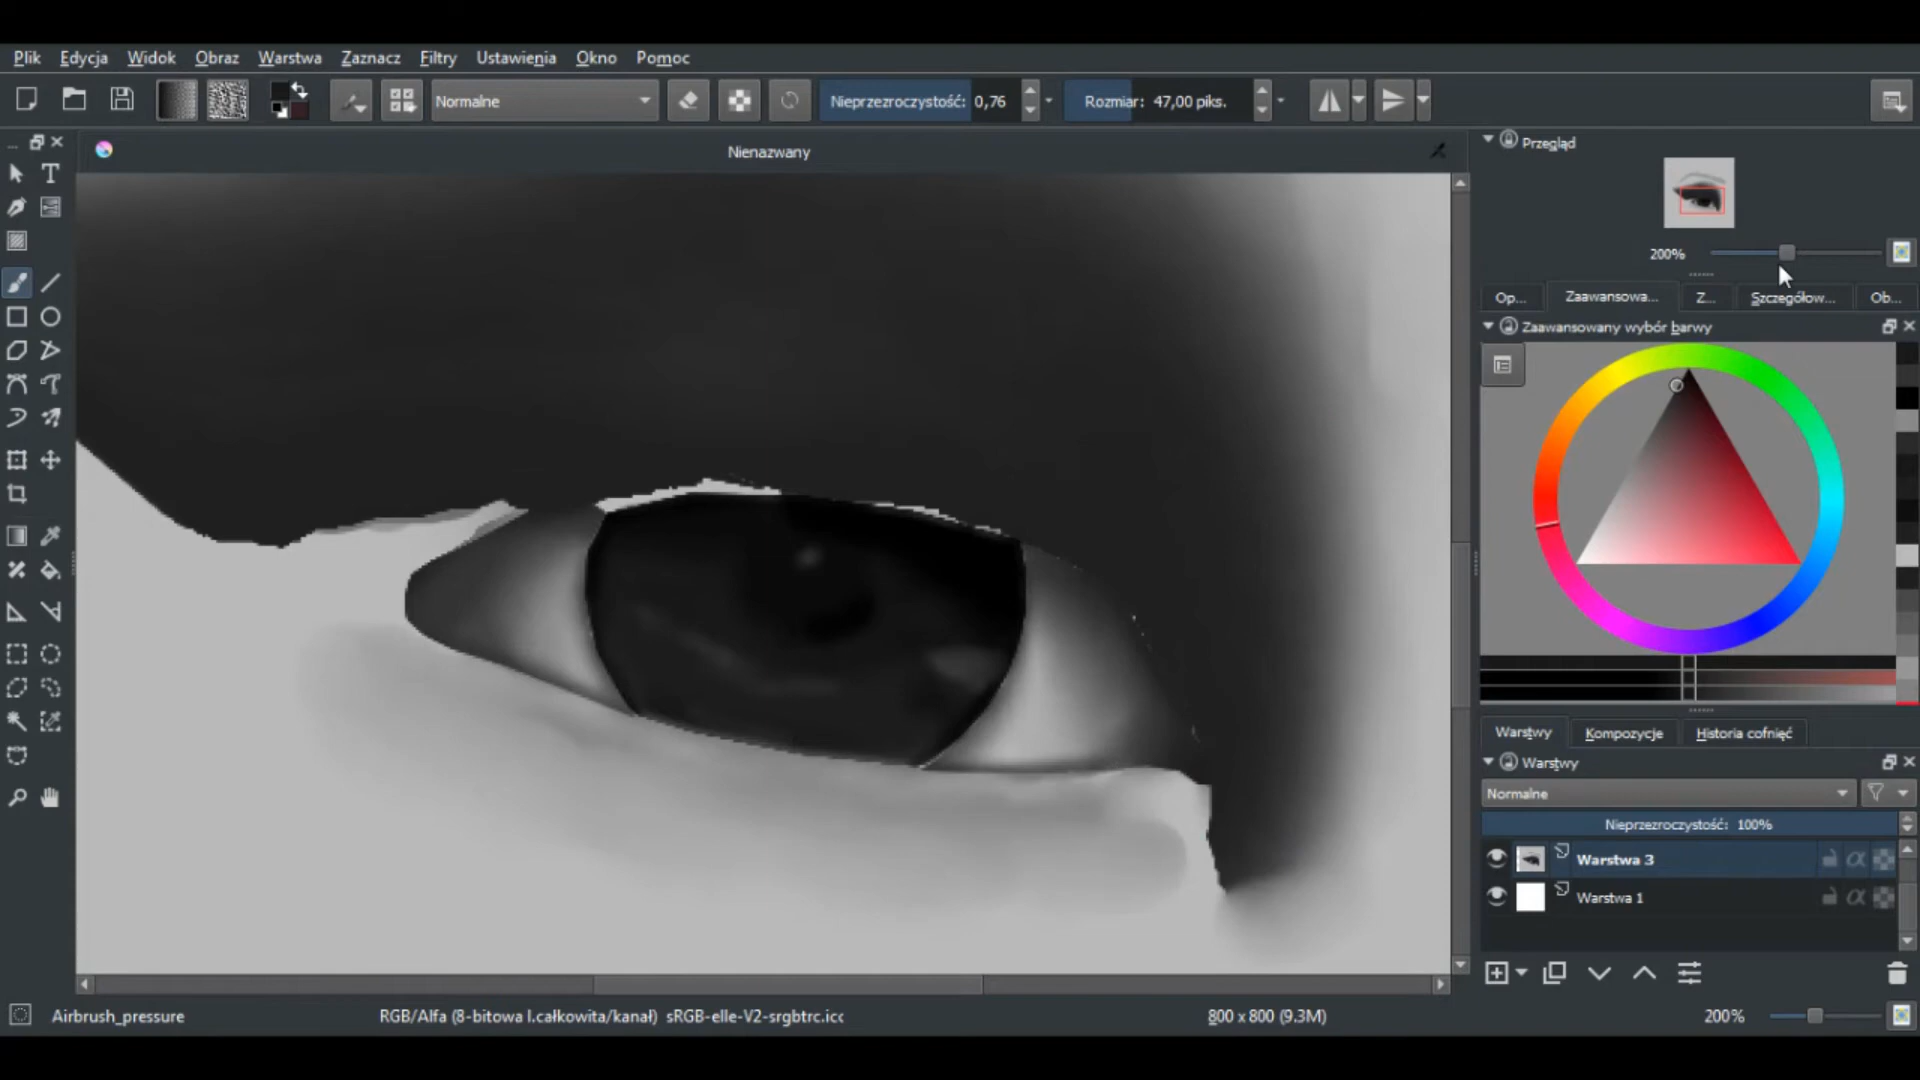 Plik Edycja Widok Obraz Warstwa Zaznacz Filtry Ustawienia Okno Pomoc
Normalne Nieprzezroczystość: 0,76 Rozmiar: 47,00 piks.
Nienazwany
Przegląd
200%
Op... Zaawansowa... Z... Szczegółow... Ob...
Zaawansowany wybór barwy
Warstwy Kompozycje Historia cofnięć
Warstwy
Normalne
Nieprzezroczystość: 100%
Warstwa 3
Warstwa 1
Airbrush_pressure RGB/Alfa (8-bitowa l.całkowita/kanał) sRGB-elle-V2-srgbtrc.icc 800 x 800 (9.3M) 200%